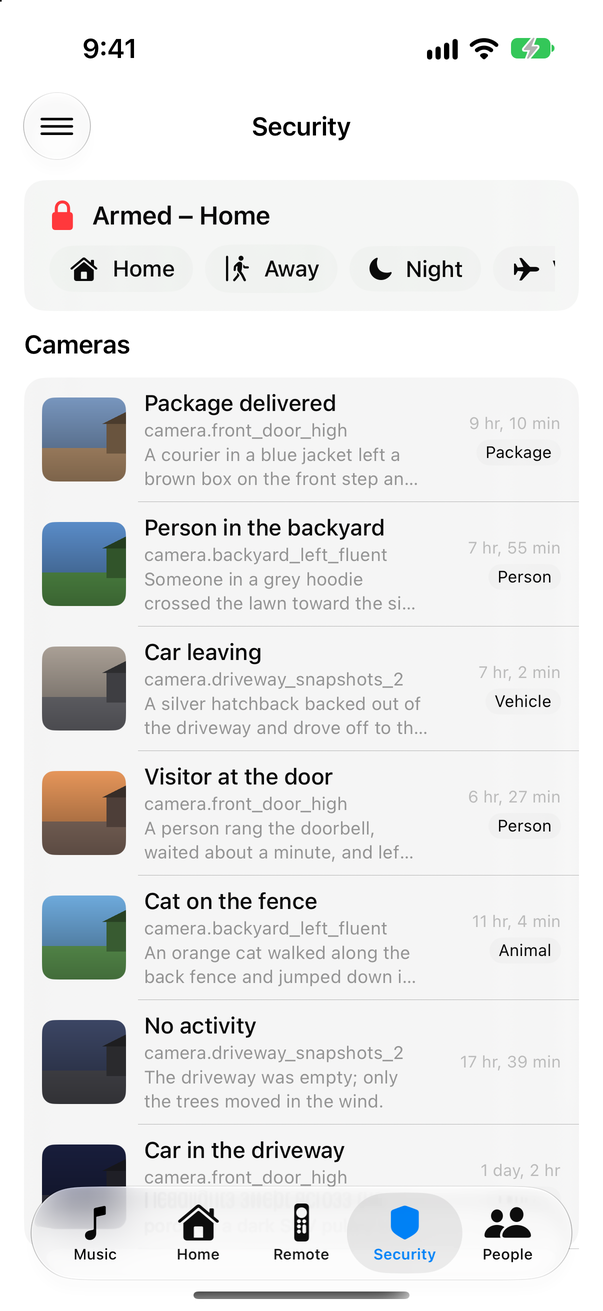 9:41
Security
Armed – Home
Home
Away
Night
Cameras
Package delivered
camera.front_door_high
A courier in a blue jacket left a
brown box on the front step an…
9 hr, 10 min
Package
Person in the backyard
camera.backyard_left_fluent
Someone in a grey hoodie
crossed the lawn toward the si…
7 hr, 55 min
Person
Car leaving
camera.driveway_snapshots_2
A silver hatchback backed out of
the driveway and drove off to th…
7 hr, 2 min
Vehicle
Visitor at the door
camera.front_door_high
A person rang the doorbell,
waited about a minute, and lef…
6 hr, 27 min
Person
Cat on the fence
camera.backyard_left_fluent
An orange cat walked along the
back fence and jumped down i…
11 hr, 4 min
Animal
No activity
camera.driveway_snapshots_2
The driveway was empty; only
the trees moved in the wind.
17 hr, 39 min
Car in the driveway
camera.front_door_high
1 day, 2 hr
Music
Home
Remote
Security
People